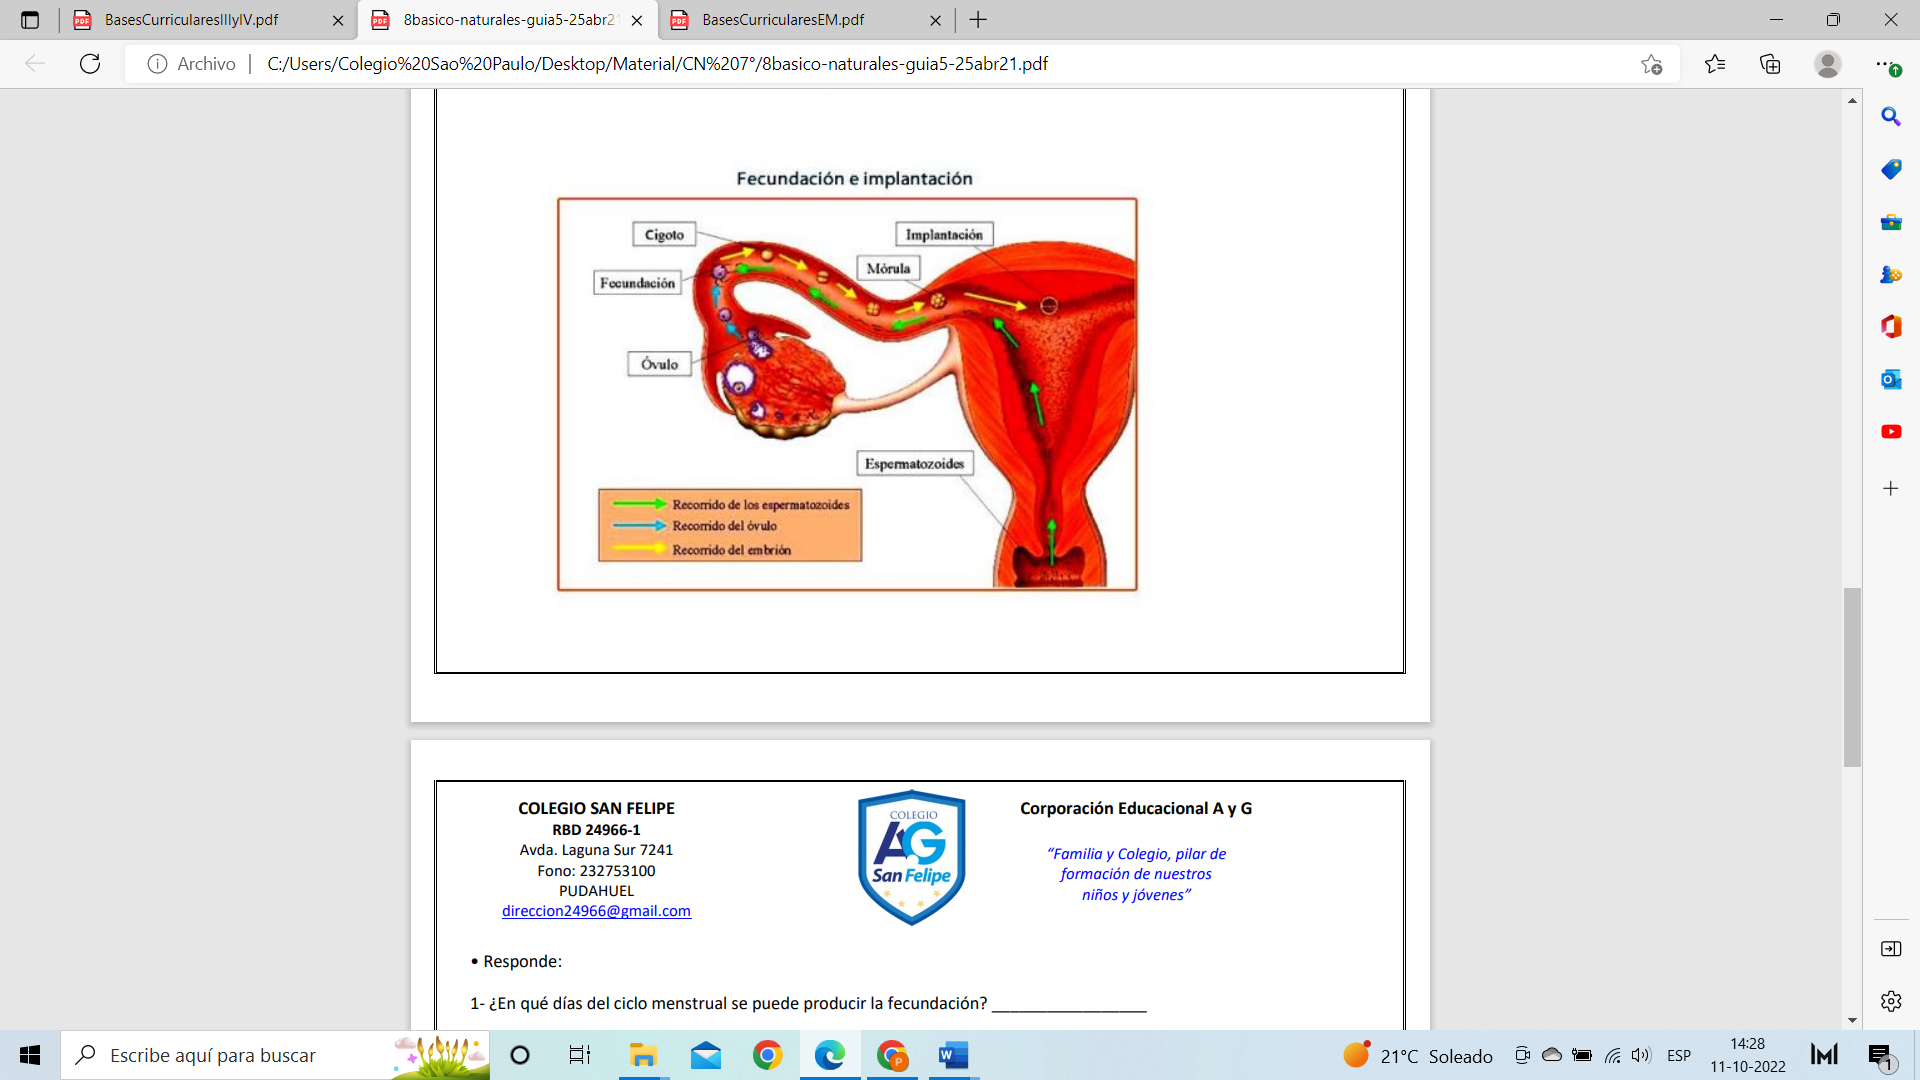 BasesCurricularesIIIyIV.pdf
8basico-naturales-guia5-25abr21
BasesCurricularesEM.pdf
Archivo
C:/Users/Colegio%20Sao%20Paulo/Desktop/Material/CN%207°/8basico-naturales-guia5-25abr21.pdf
Fecundación e implantación
Cigoto
Implantación
Mórula
Fecundación
Óvulo
Espermatozoides
Recorrido de los espermatozoides
Recorrido del óvulo
Recorrido del embrión
COLEGIO SAN FELIPE
RBD 24966-1
Avda. Laguna Sur 7241
Fono: 232753100
PUDAHUEL
direccion24966@gmail.com
COLEGIO
AG
San Felipe
Corporación Educacional A y G
“Familia y Colegio, pilar de
formación de nuestros
niños y jóvenes”
• Responde:
1- ¿En qué días del ciclo menstrual se puede producir la fecundación? __________________
Escribe aquí para buscar
21°C Soleado
ESP
14:28
11-10-2022
1